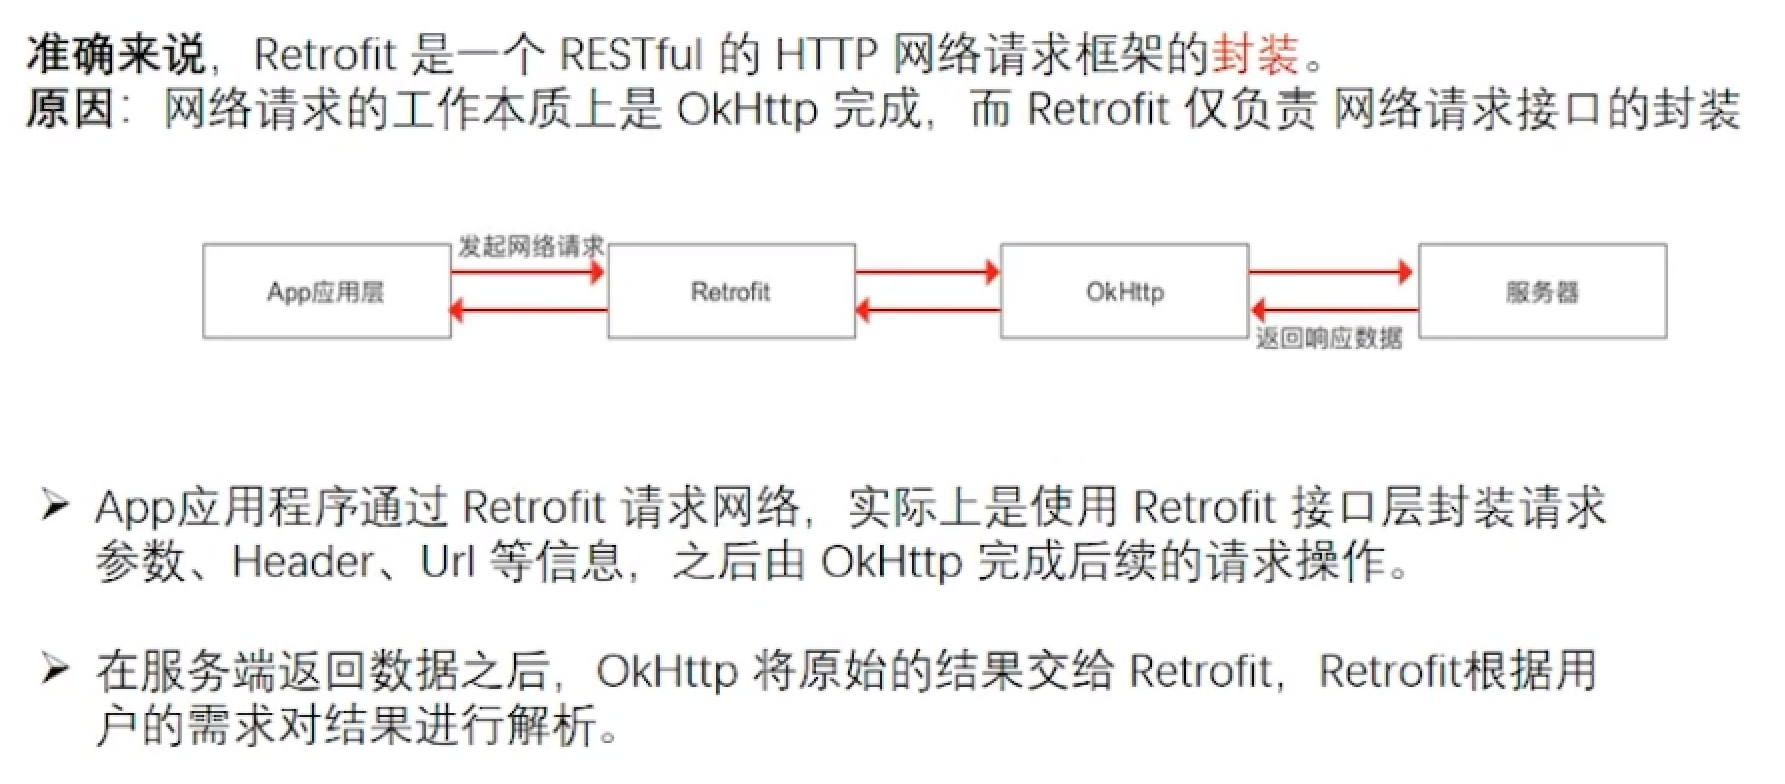 准确来说，Retrofit 是一个 RESTful 的 HTTP 网络请求框架的封装。
原因：网络请求的工作本质上是 OkHttp 完成，而 Retrofit 仅负责 网络请求接口的封装
发起网络请求
App应用层
Retrofit
OkHttp
服务器
返回响应数据
➢ App应用程序通过 Retrofit 请求网络，实际上是使用 Retrofit 接口层封装请求
参数、Header、Url 等信息，之后由 OkHttp 完成后续的请求操作。
➢ 在服务端返回数据之后，OkHttp 将原始的结果交给 Retrofit，Retrofit根据用
户的需求对结果进行解析。